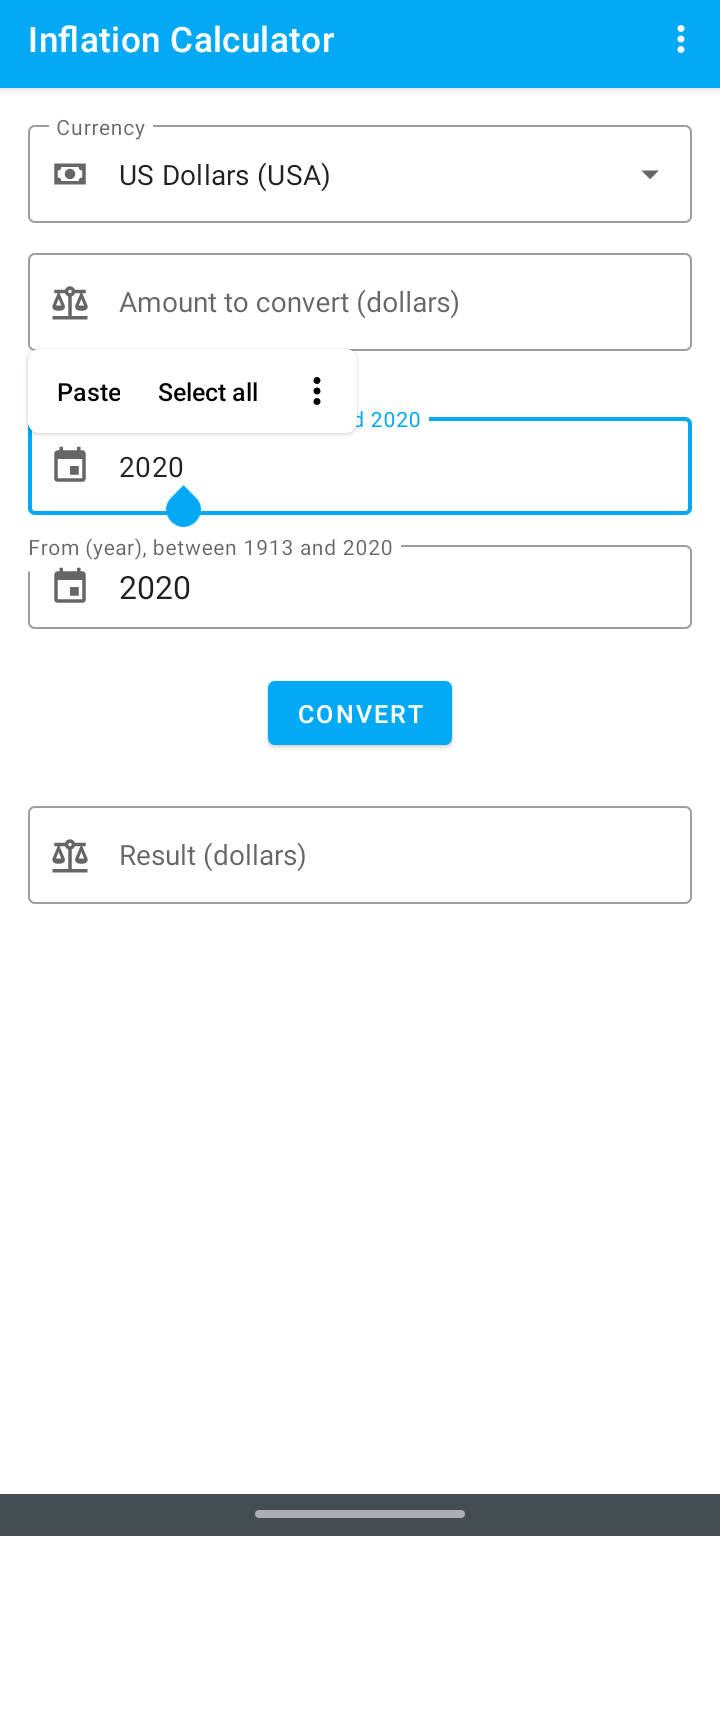 Inflation Calculator
Currency
US Dollars (USA)
Amount to convert (dollars)
Paste Select all
2020
2020
From (year), between 1913 and 2020
2020
CONVERT
Result (dollars)